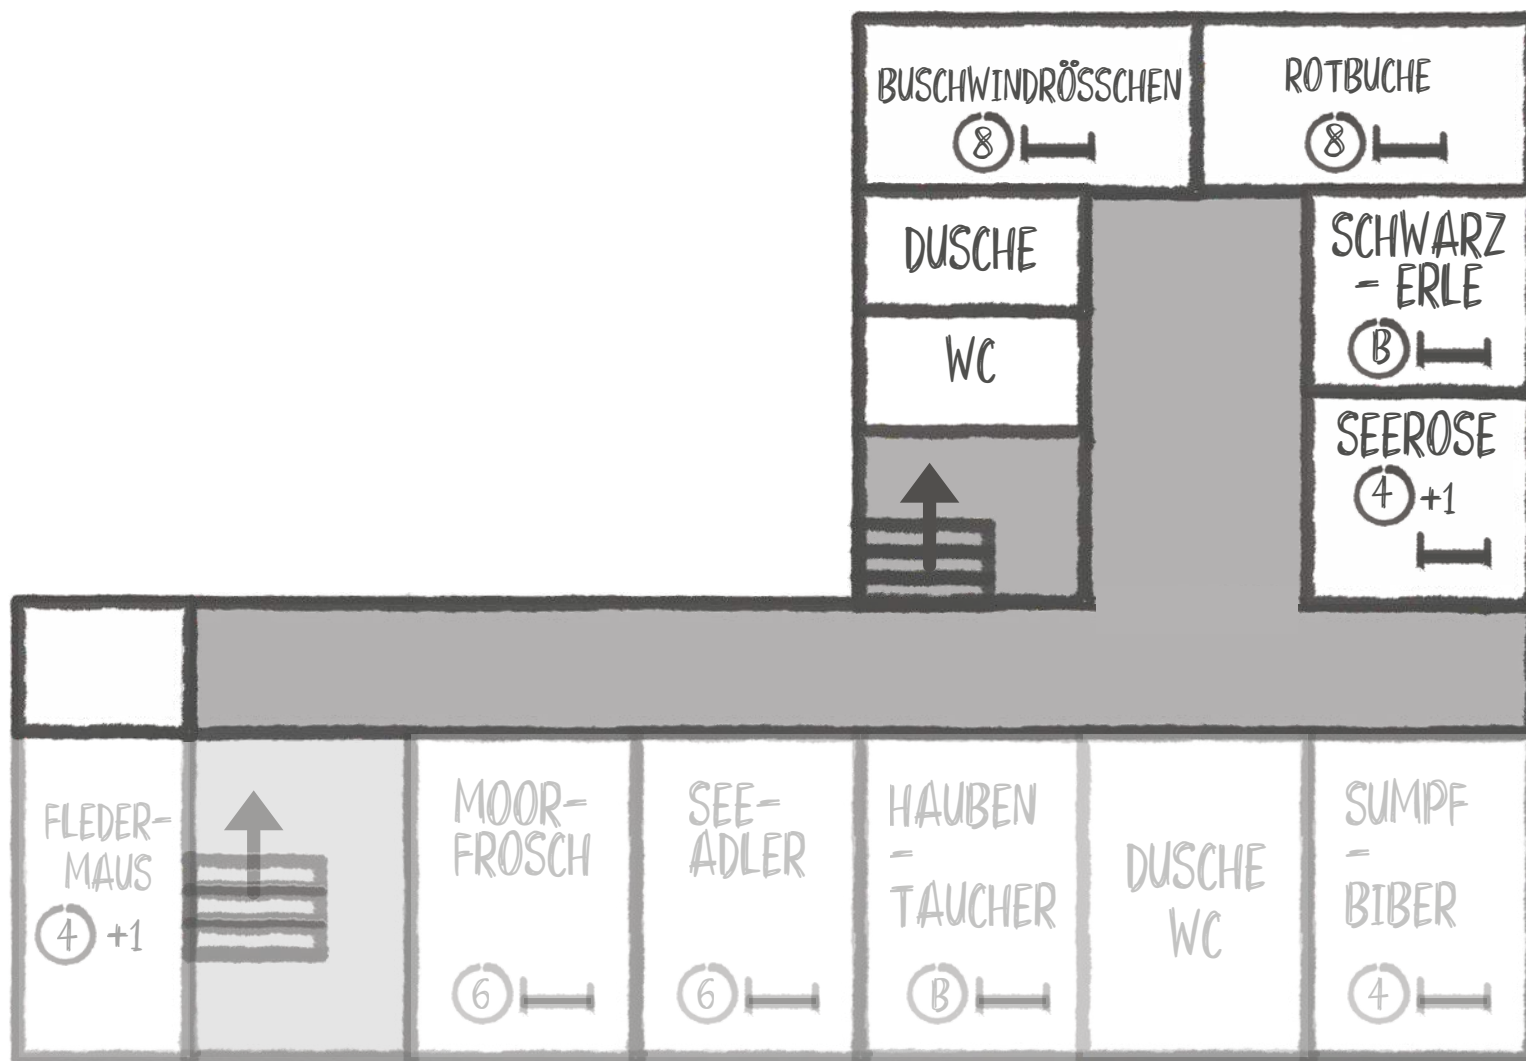 BUSCHWINDRÖSSCHEN
8
ROTBUCHE
8
DUSCHE
SCHWARZ
- ERLE
B
WC
SEEROSE
4 +1
FLEDER-
MAUS
4 +1
MOOR-
FROSCH
6
SEE-
ADLER
6
HAUBEN
-
TAUCHER
B
DUSCHE
WC
SUMPF
-
BIBER
4